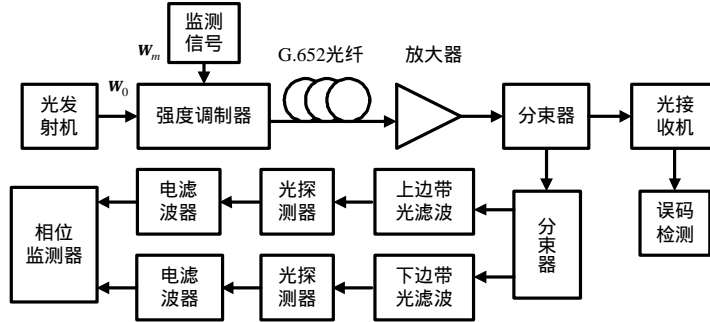 监测
信号
W_m
G.652光纤
放大器
光发
射机
W_0
强度调制器
分束器
光接
收机
相位
监测器
电滤
波器
光探
测器
上边带
光滤波
分
束
器
误码
检测
电滤
波器
光探
测器
下边带
光滤波